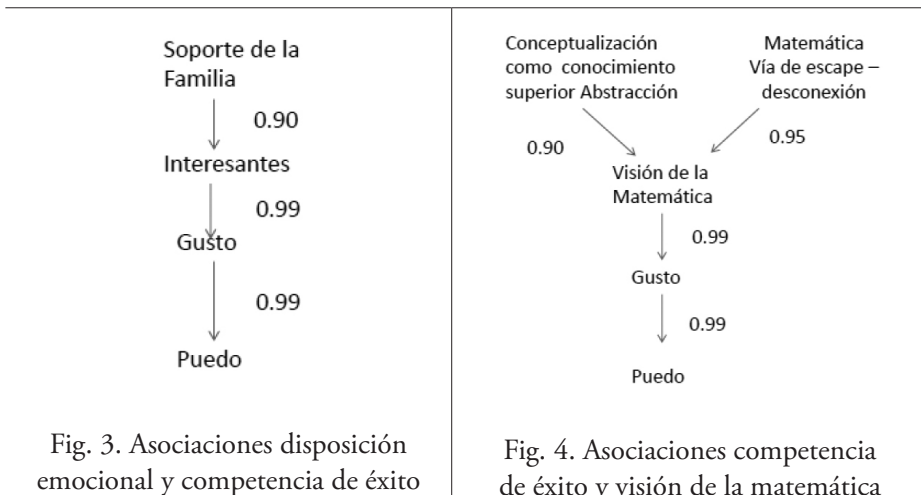 Soporte de la
Familia
0.90
Interesantes
0.99
Gusto
0.99
Puedo
Fig. 3. Asociaciones disposición
emocional y competencia de éxito
Conceptualización
como conocimiento
superior Abstracción
Matemática
Vía de escape –
desconexión
0.90
0.95
Visión de la
Matemática
0.99
Gusto
0.99
Puedo
Fig. 4. Asociaciones competencia
de éxito y visión de la matemática